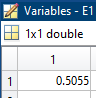 Variables - E1
1x1 double
1
1 0.5055